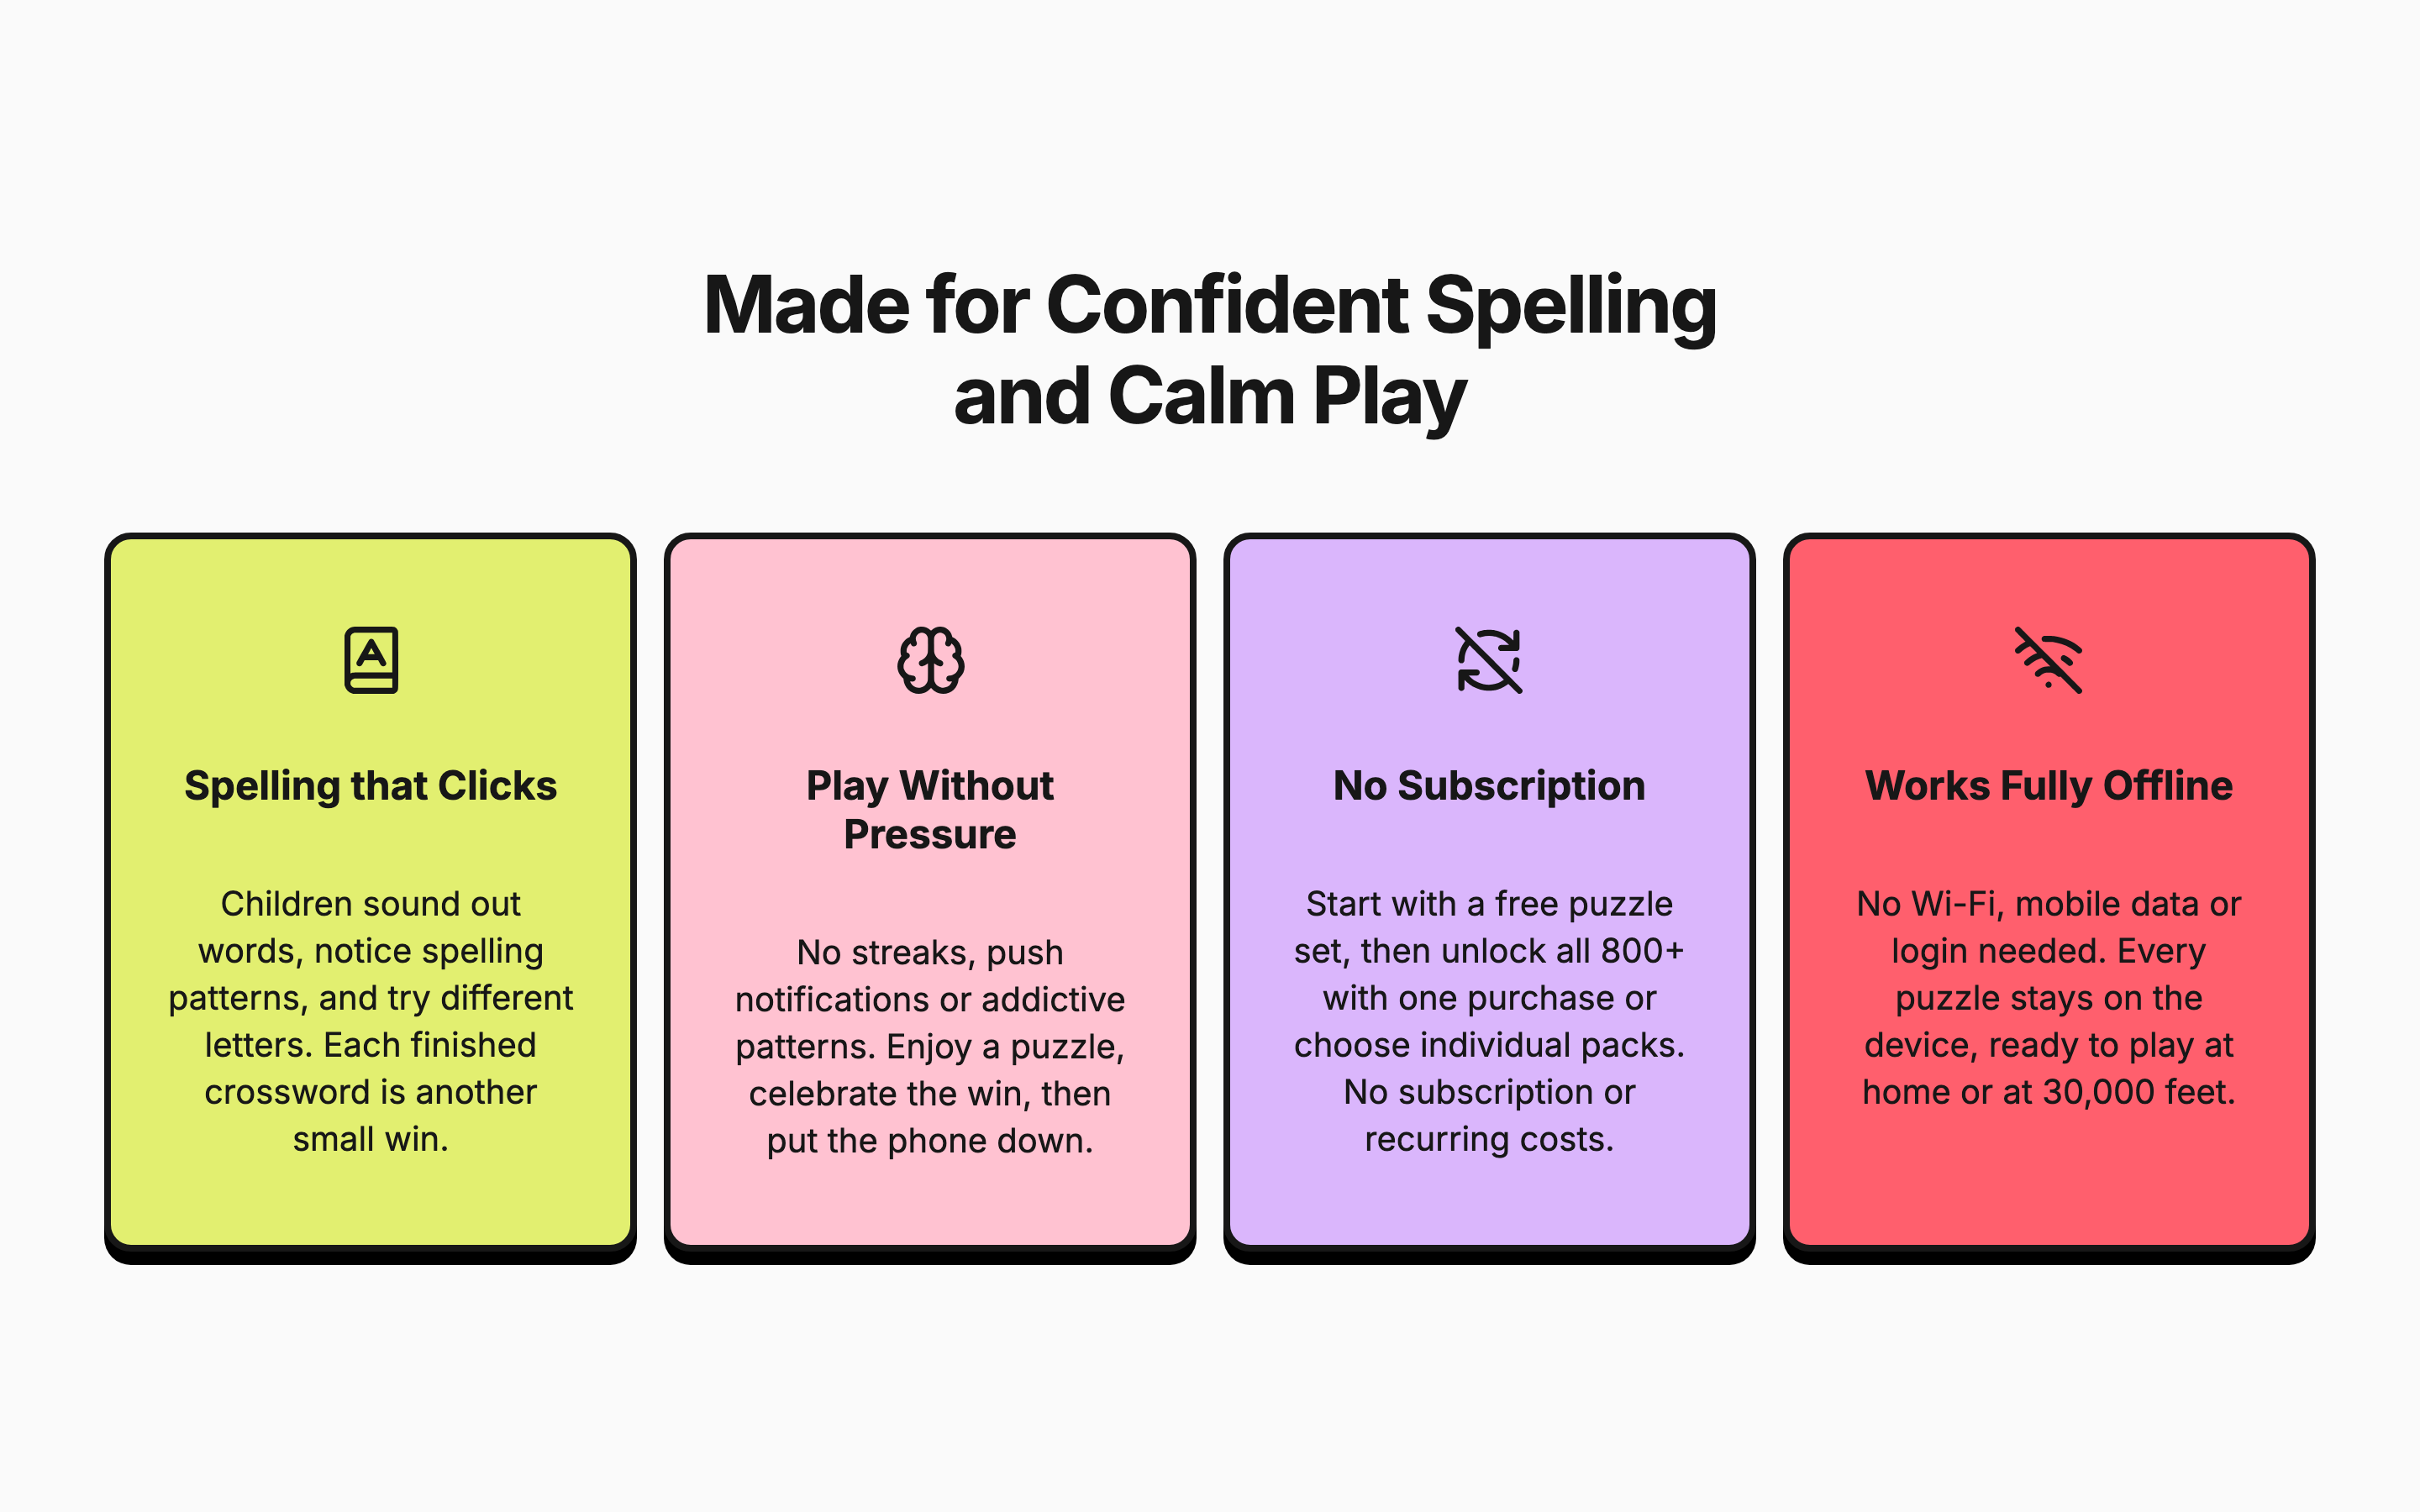 Made for Confident Spelling
and Calm Play
Spelling that Clicks
Children sound out
words, notice spelling
patterns, and try different
letters. Each finished
crossword is another
small win.
Play Without
Pressure
No streaks, push
notifications or addictive
patterns. Enjoy a puzzle,
celebrate the win, then
put the phone down.
No Subscription
Start with a free puzzle
set, then unlock all 800+
with one purchase or
choose individual packs.
No subscription or
recurring costs.
Works Fully Offline
No Wi-Fi, mobile data or
login needed. Every
puzzle stays on the
device, ready to play at
home or at 30,000 feet.